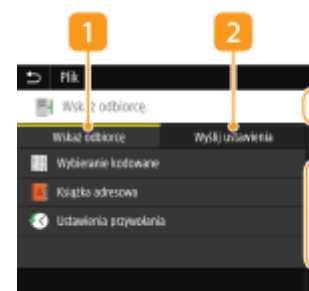 1 2
Plik
Wskaż odbiorcę.
Wskaż odbiorcę Wyślij ustawienia
Wybieranie kodowane
Książka adresowa
Ustawienia przywołania